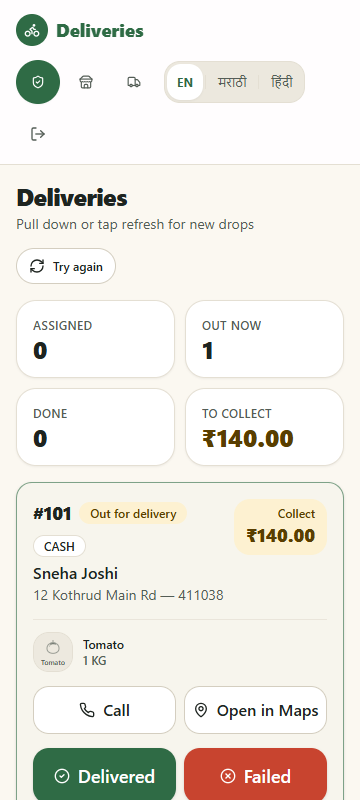 Deliveries
EN मराठी हिंदी
Deliveries
Pull down or tap refresh for new drops
Try again
ASSIGNED
0
OUT NOW
1
DONE
0
TO COLLECT
₹140.00
#101 Out for delivery
CASH
Collect
₹140.00
Sneha Joshi
12 Kothrud Main Rd — 411038
Tomato
Tomato
1 KG
Call
Open in Maps
Delivered
Failed